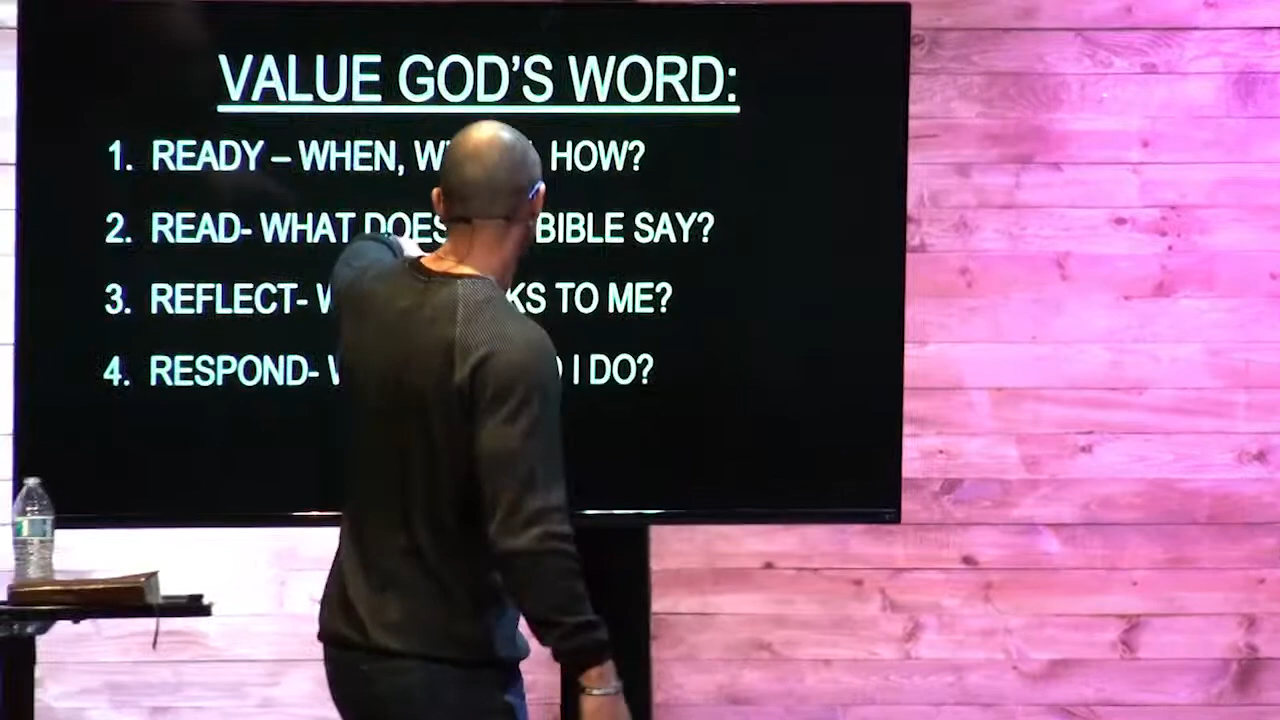 VALUE GOD'S WORD:
1. READY – WHEN, HOW?
2. READ- WHAT DOES BIBLE SAY?
3. REFLECT- TO ME?
4. RESPOND- I DO?